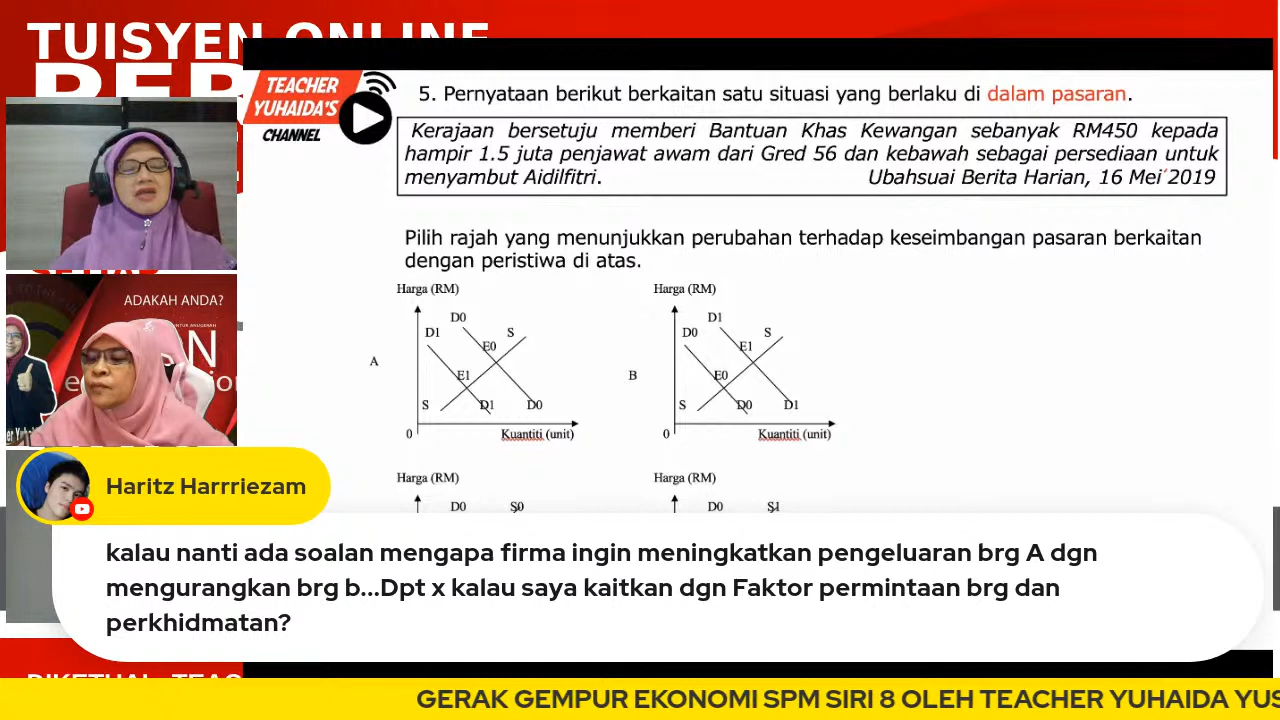 TUISYEN ONLINE
TEACHER
YUHAIDA'S
CHANNEL
5. Pernyataan berikut berkaitan satu situasi yang berlaku di dalam pasaran.
Kerajaan bersetuju memberi Bantuan Khas Kewangan sebanyak RM450 kepada
hampir 1.5 juta penjawat awam dari Gred 56 dan kebawah sebagai persediaan untuk
menyambut Aidilfitri. Ubahsuai Berita Harian, 16 Mei 2019
Pilih rajah yang menunjukkan perubahan terhadap keseimbangan pasaran berkaitan
dengan peristiwa di atas.
ADAKAH ANDA?
Harga (RM)
D0
D1
S
E0
A
E1
S
D1
D0
0
Kuantiti (unit)
Harga (RM)
D1
D0
S
E1
B
E0
S
D0
D1
0
Kuantiti (unit)
Harga (RM)
D0
S0
Harga (RM)
D0
S1
Haritz Harrriezam
kalau nanti ada soalan mengapa firma ingin meningkatkan pengeluaran brg A dgn
mengurangkan brg b...Dpt x kalau saya kaitkan dgn Faktor permintaan brg dan
perkhidmatan?
GERAK GEMPUR EKONOMI SPM SIRI 8 OLEH TEACHER YUHAIDA